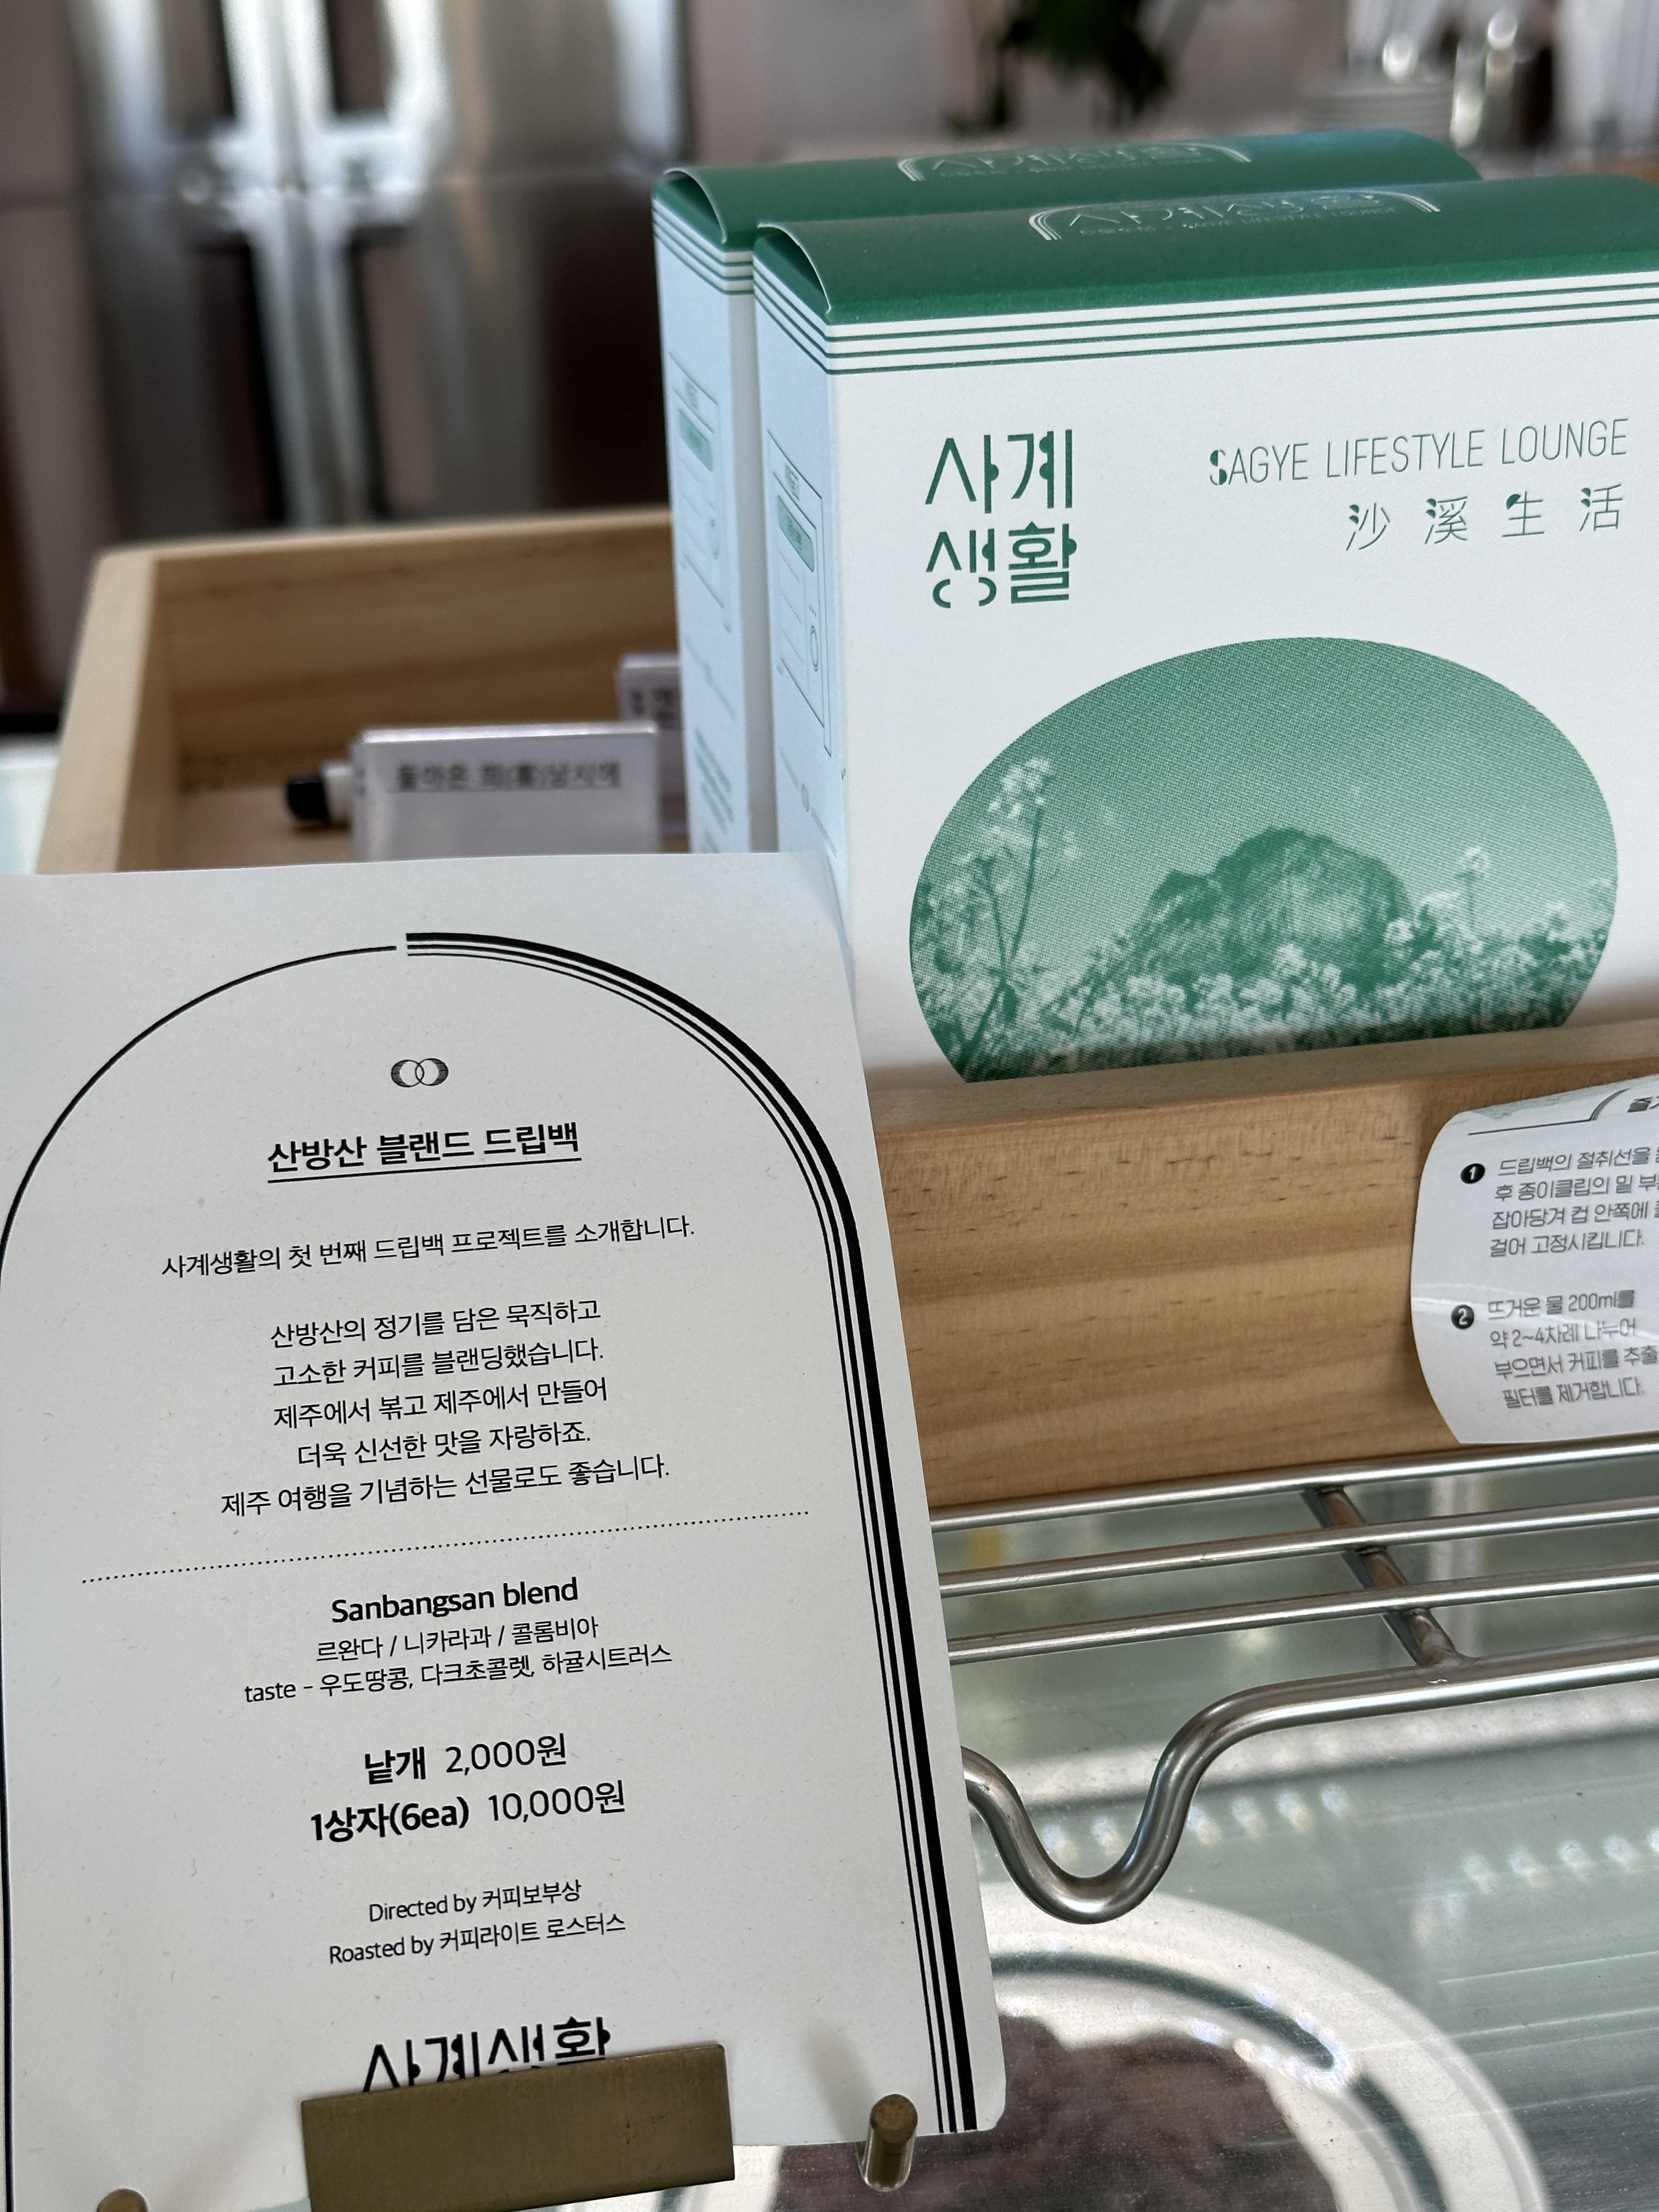 사계
생활
SAGYE LIFESTYLE LOUNGE
沙溪生活
산방산 블랜드 드립백
사계생활의 첫 번째 드립백 프로젝트를 소개합니다.
산방산의 정기를 담은 묵직하고
고소한 커피를 블랜딩했습니다.
제주에서 볶고 제주에서 만들어
더욱 신선한 맛을 자랑하죠.
제주 여행을 기념하는 선물로도 좋습니다.
Sanbangsan blend
르완다 / 니카라과 / 콜롬비아
taste - 우도땅콩, 다크초콜렛, 하귤시트러스
낱개 2,000원
1상자(6ea) 10,000원
Directed by 커피보부상
Roasted by 커피라이트 로스터스
사계생활
1 드립백의 절취선을
후 종이클립의 밑
잡아당겨 컵 안쪽에
걸어 고정시킵니다.
2 뜨거운 물 200ml를
약 2~4차례 나누어
부으면서 커피를 추출
필터를 제거합니다.